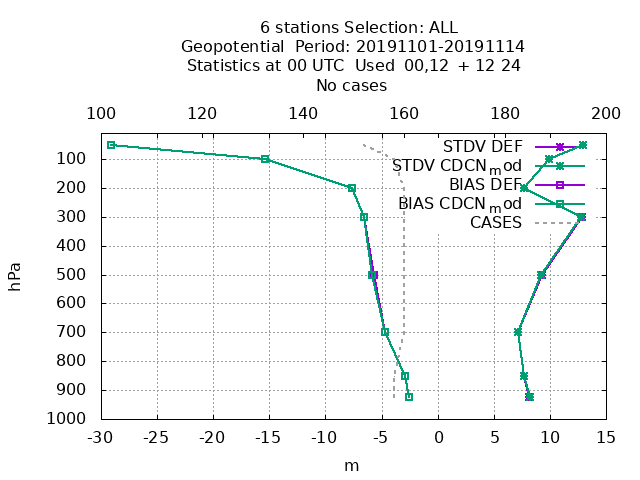 6 stations Selection: ALL
Geopotential  Period: 20191101-20191114
Statistics at 00 UTC  Used  00,12  + 12 24
No cases
100 120 140 160 180 200
STDV DEF
STDV CDCNmod
BIAS DEF
BIAS CDCNmod
CASES
100
200
300
400
500
600
700
800
900
1000
hPa
-30 -25 -20 -15 -10 -5 0 5 10 15
m